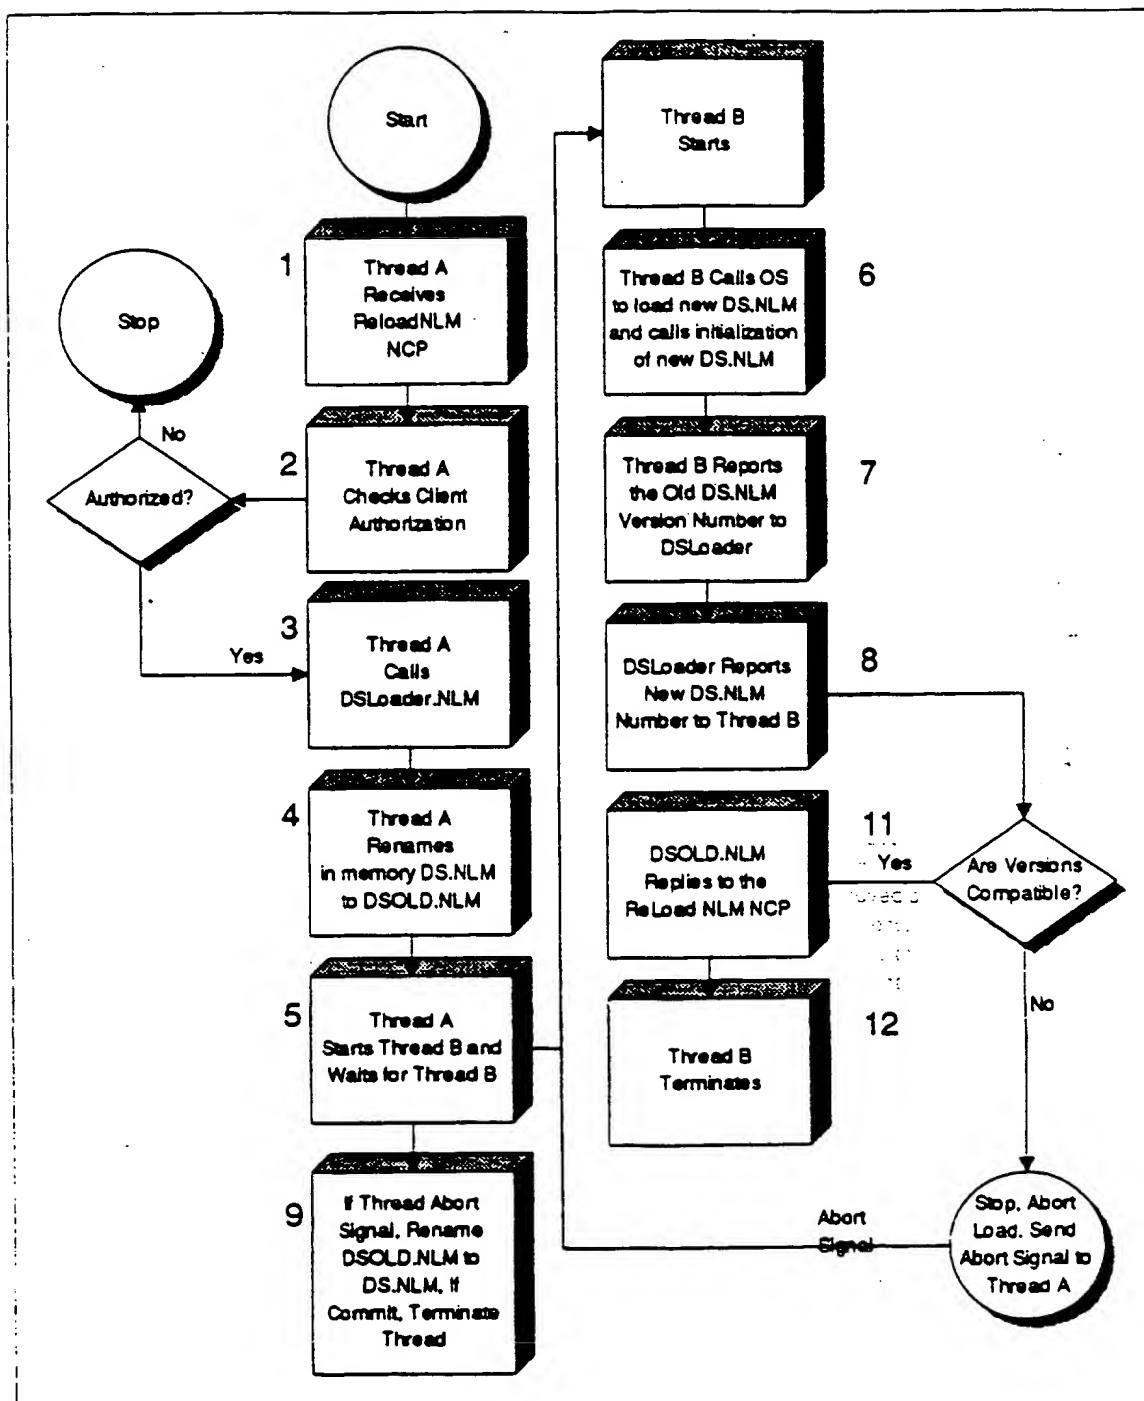 Start
1
Thread A
Receives
ReloadNLM
NCP
Stop
No
Authorized?
2
Thread A
Checks Client
Authorization
Yes
3
Thread A
Calls
DSLoader.NLM
4
Thread A
Renames
in memory DS.NLM
to DSOLD.NLM
5
Thread A
Starts Thread B and
Waits for Thread B
9
If Thread Abort
Signal, Rename
DSOLD.NLM to
DS.NLM, If
Commit, Terminate
Thread
Thread B
Starts
6
Thread B Calls OS
to load new DS.NLM
and calls initialization
of new DS.NLM
7
Thread B Reports
the Old DS.NLM
Version Number to
DSLoader
8
DSLoader Reports
New DS.NLM
Number to Thread B
Are Versions
Compatible?
11
Yes
DSOLD.NLM
Replies to the
ReLoad NLM NCP
12
Thread B
Terminates
No
Stop, Abort
Load, Send
Abort Signal to
Thread A
Abort
Signal